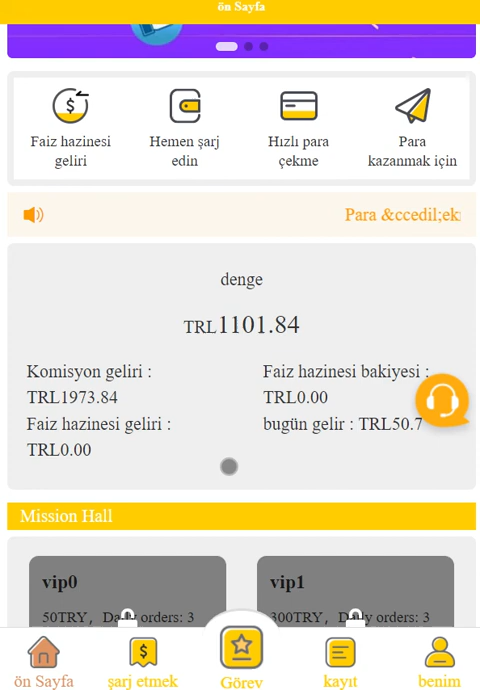 ön Sayfa
Faiz hazinesi
geliri
Hemen şarj
edin
Hızlı para
çekme
Para
kazanmak için
Para &ccedil;ek
denge
TRL1101.84
Komisyon geliri :
TRL1973.84
Faiz hazinesi bakiyesi :
TRL0.00
Faiz hazinesi geliri :
TRL0.00
bugün gelir : TRL50.7
Mission Hall
vip0
50TRY，Daily orders: 3
vip1
300TRY，Daily orders: 3
ön Sayfa
şarj etmek
Görev
kayıt
benim